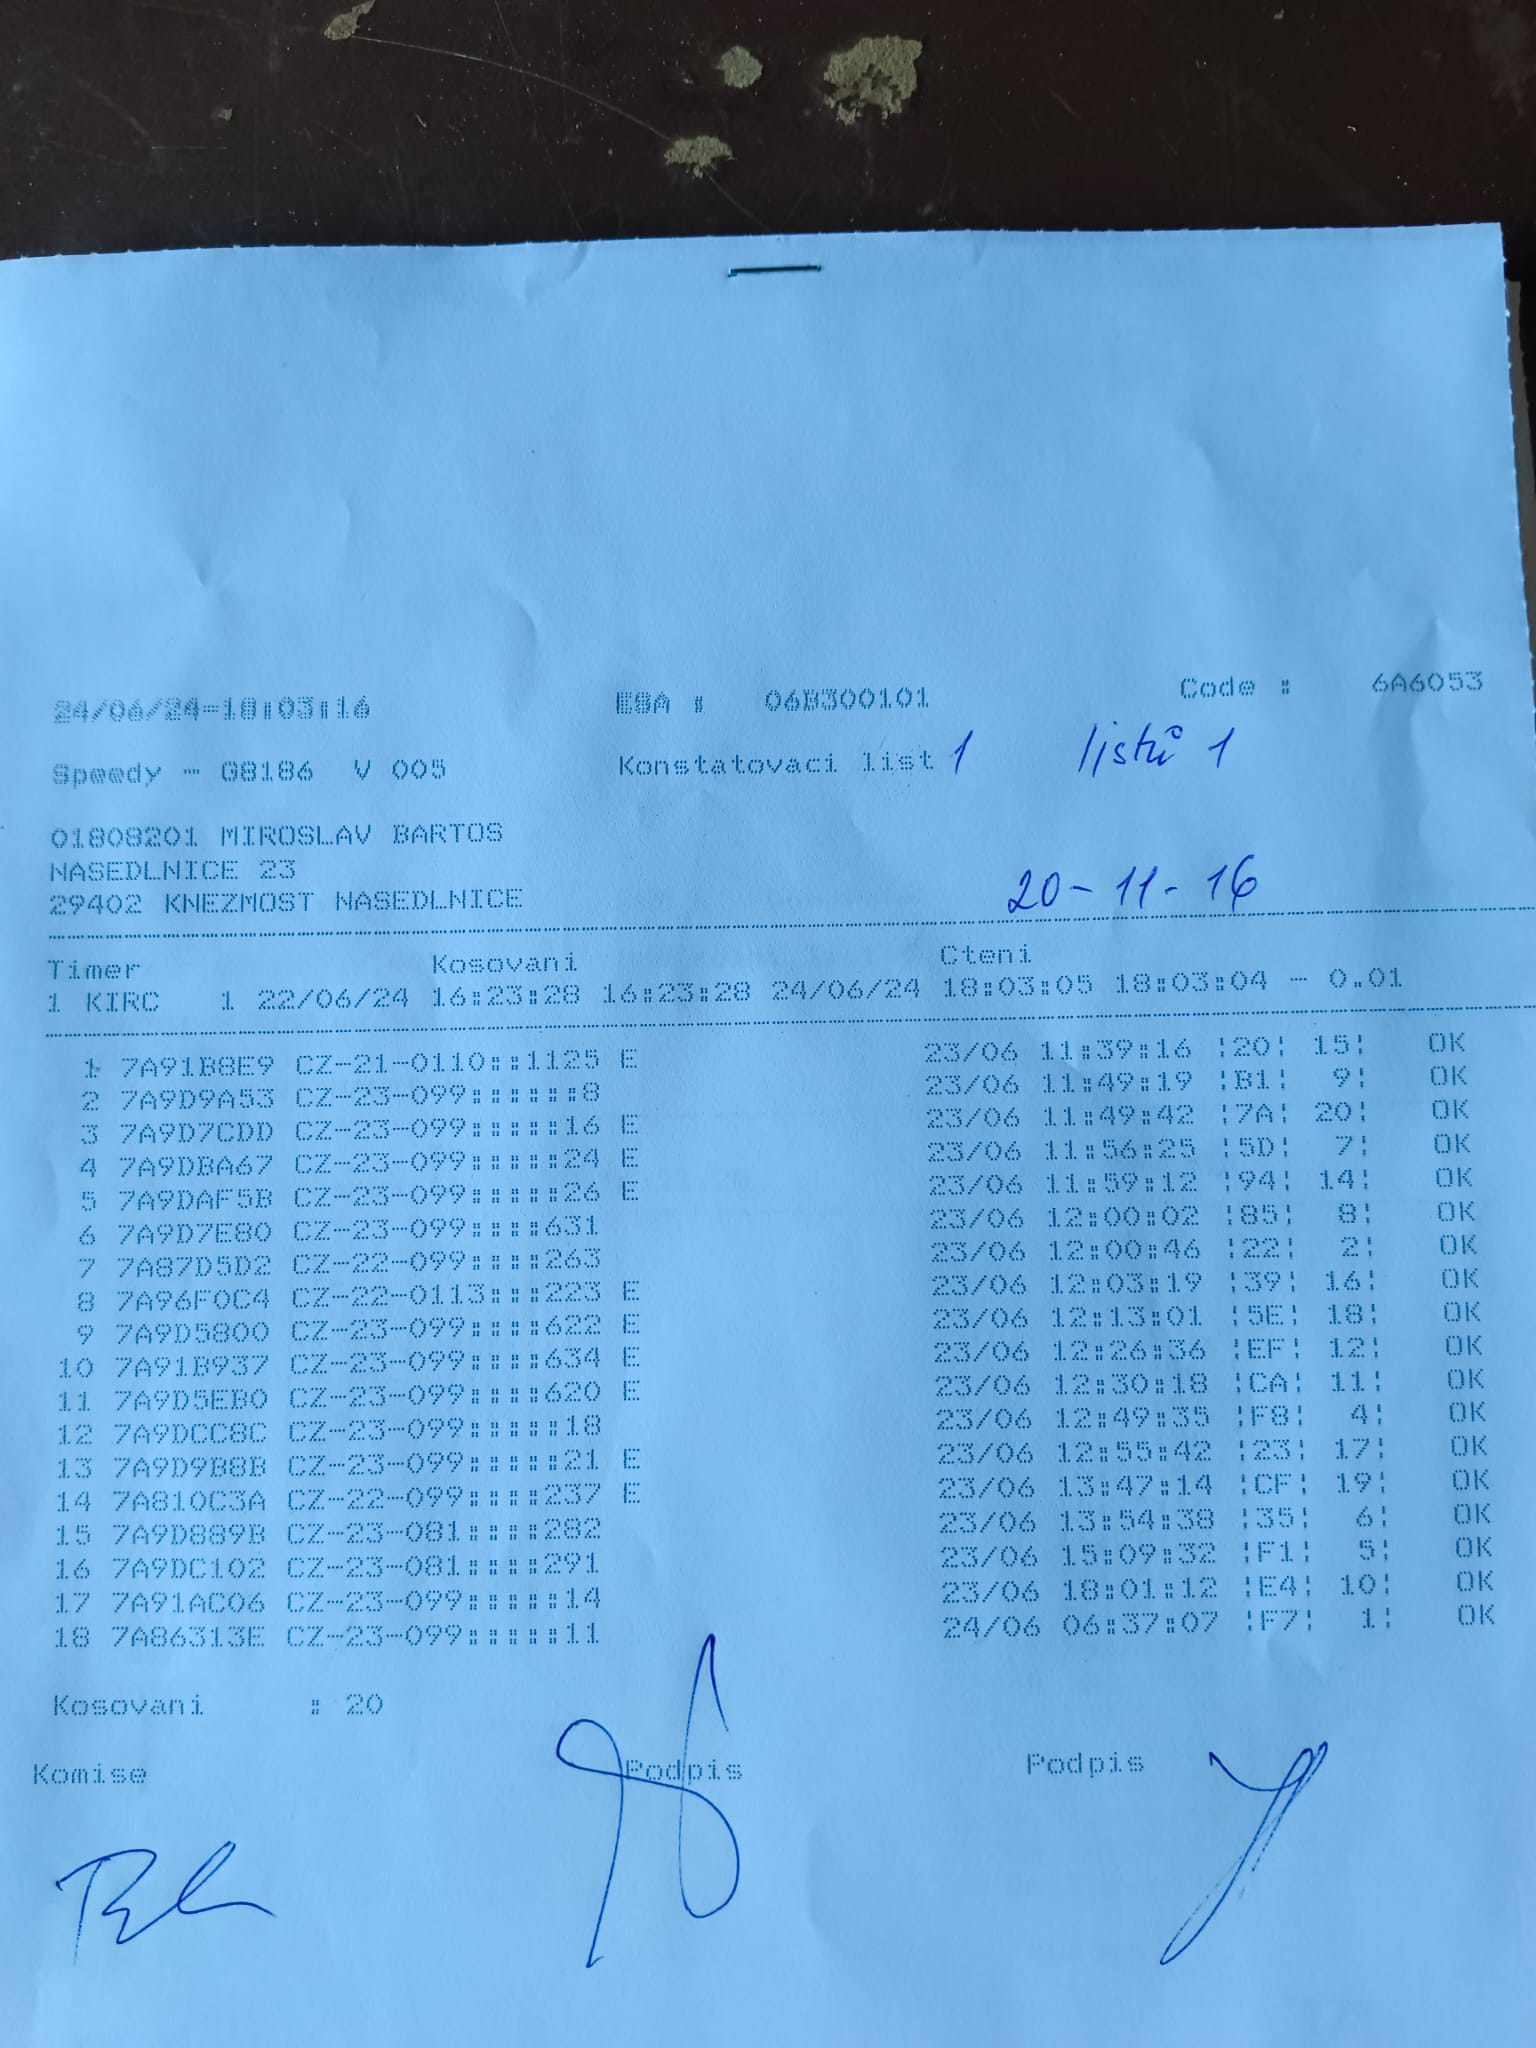 24/06/24-18:03:16 ESA : 06B300101 Code : 6A6053
Speedy - G8186 V 005 Konstatovaci list 1 listů 1
01808201 MIROSLAV BARTOS
NASEDLNICE 23
29402 KNEZMOST NASEDLNICE 20-11-16
Timer Kosovani Cteni
1 KIRC 1 22/06/24 16:23:28 16:23:28 24/06/24 18:03:05 18:03:04 - 0.01
1 7A91B8E9 CZ-21-0110::1125 E 23/06 11:39:16 ¦20¦ 15¦ OK
2 7A9D9A53 CZ-23-099::::::8 23/06 11:49:19 ¦B1¦ 9¦ OK
3 7A9D7CDD CZ-23-099:::::16 E 23/06 11:49:42 ¦7A¦ 20¦ OK
4 7A9DBA67 CZ-23-099:::::24 E 23/06 11:56:25 ¦5D¦ 7¦ OK
5 7A9DAF5B CZ-23-099:::::26 E 23/06 11:59:12 ¦94¦ 14¦ OK
6 7A9D7E80 CZ-23-099::::631 23/06 12:00:02 ¦85¦ 8¦ OK
7 7A87D5D2 CZ-22-099::::263 23/06 12:00:46 ¦22¦ 2¦ OK
8 7A96F0C4 CZ-22-0113:::223 E 23/06 12:03:19 ¦39¦ 16¦ OK
9 7A9D5800 CZ-23-099::::622 E 23/06 12:13:01 ¦5E¦ 18¦ OK
10 7A91B937 CZ-23-099::::634 E 23/06 12:26:36 ¦EF¦ 12¦ OK
11 7A9D5EB0 CZ-23-099::::620 E 23/06 12:30:18 ¦CA¦ 11¦ OK
12 7A9DCC8C CZ-23-099:::::18 23/06 12:49:35 ¦F8¦ 4¦ OK
13 7A9D9B8B CZ-23-099:::::21 E 23/06 12:55:42 ¦23¦ 17¦ OK
14 7A810C3A CZ-22-099::::237 E 23/06 13:47:14 ¦CF¦ 19¦ OK
15 7A9D889B CZ-23-081::::282 23/06 13:54:38 ¦35¦ 6¦ OK
16 7A9DC102 CZ-23-081::::291 23/06 15:09:32 ¦F1¦ 5¦ OK
17 7A91AC06 CZ-23-099:::::14 23/06 18:01:12 ¦E4¦ 10¦ OK
18 7A86313E CZ-23-099:::::11 24/06 06:37:07 ¦F7¦ 1¦ OK
Kosovani : 20
Komise Podpis Podpis